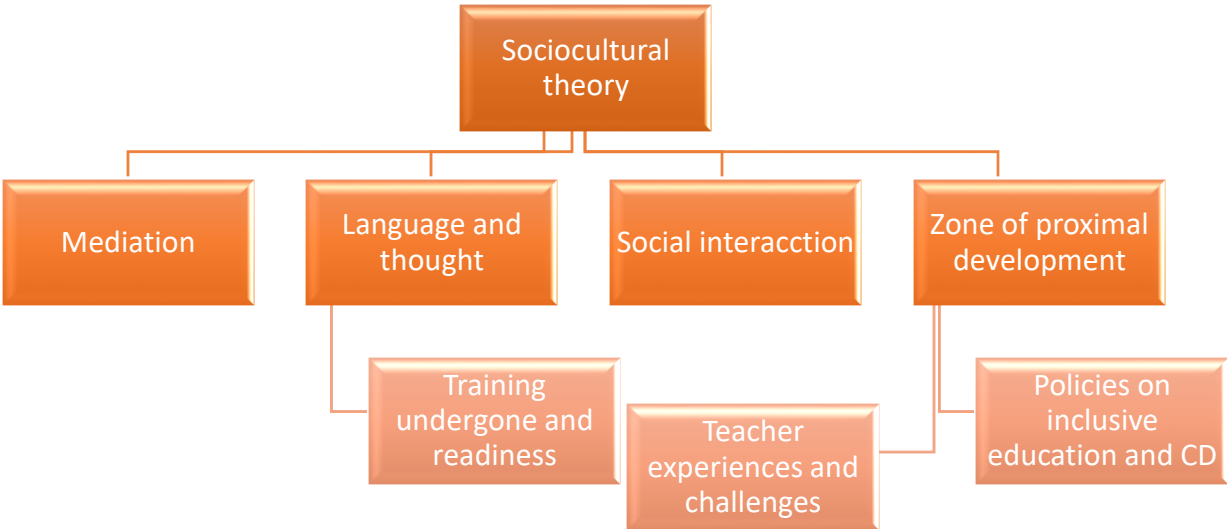 Sociocultural
theory
Mediation
Language and
thought
Social interacction
Zone of proximal
development
Training
undergone and
readiness
Teacher
experiences and
challenges
Policies on
inclusive
education and CD